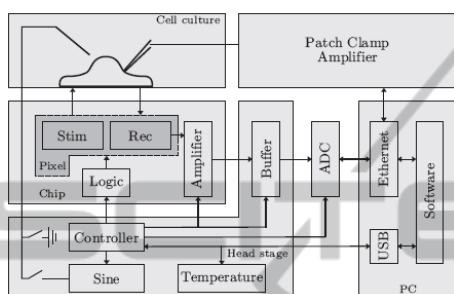 Cell culture
Patch Clamp
Amplifier
Stim
Rec
Pixel
Chip
Logic
Amplifier
Buffer
ADC
Ethernet
Software
Controller
Head stage
USB
Sine
Temperature
PC